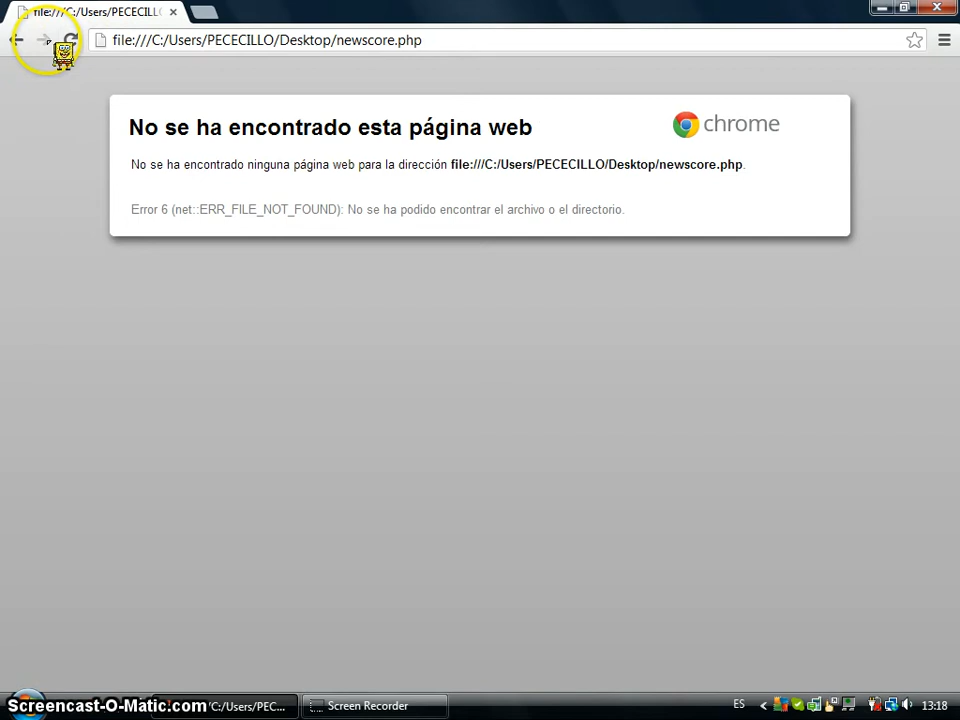 file:///C:/Users/PECECILL
file:///C:/Users/PECECILLO/Desktop/newscore.php
No se ha encontrado esta página web
chrome
No se ha encontrado ninguna página web para la dirección file:///C:/Users/PECECILLO/Desktop/newscore.php.
Error 6 (net::ERR_FILE_NOT_FOUND): No se ha podido encontrar el archivo o el directorio.
Screencast-O-Matic.com
'C:/Users/PEC...
Screen Recorder
ES
13:18